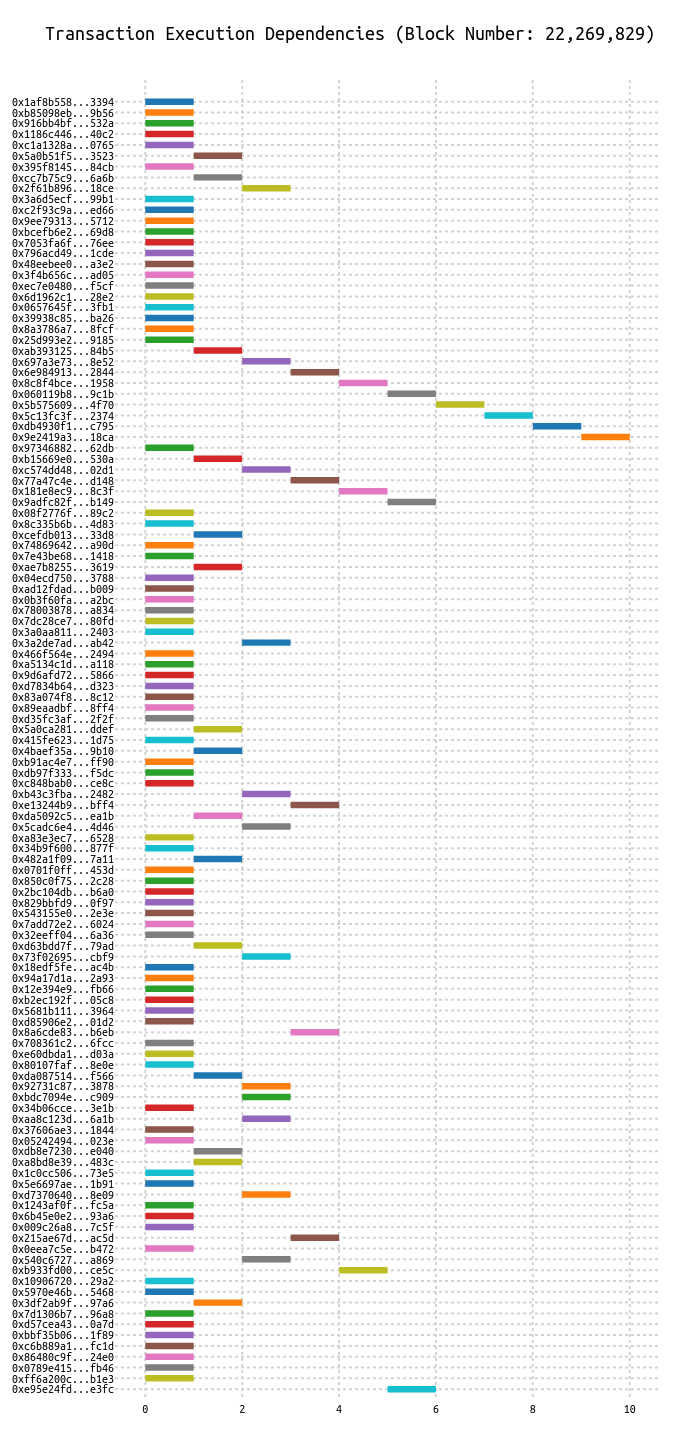 Transaction Execution Dependencies (Block Number: 22,269,829)
0x1af8b558...3394
0xb85098eb...9b56
0x916bb4bf...532a
0x1186c446...40c2
0xc1a1328a...0765
0x5a0b51f5...3523
0x395f8145...84cb
0xcc7b75c9...6a6b
0x2f61b896...18ce
0x3a6d5ecf...99b1
0xc2f93c9a...ed66
0x9ee79313...5712
0xbcefb6e2...69d8
0x7053fa6f...76ee
0x796acd49...1cde
0x48eebee0...a3e2
0x3f4b656c...ad05
0xec7e0480...f5cf
0x6d1962c1...28e2
0x0657645f...3fb1
0x39938c85...ba26
0x8a3786a7...8fcf
0x25d993e2...9185
0xab393125...84b5
0x697a3e73...8e52
0x6e984913...2844
0x8c8f4bce...1958
0x060119b8...9c1b
0x5b575609...4f70
0x5c13fc3f...2374
0xdb4930f1...c795
0x9e2419a3...18ca
0x97346882...62db
0xb15669e0...530a
0xc574dd48...02d1
0x77a47c4e...d148
0x181e8ec9...8c3f
0x9adfc82f...b149
0x08f2776f...89c2
0x8c335b6b...4d83
0xcefdb013...33d8
0x74869642...a90d
0x7e43be68...1418
0xae7b8255...3619
0x04ecd750...3788
0xad12fdad...b009
0x0b3f60fa...a2bc
0x78003878...a834
0x7dc28ce7...80fd
0x3a0aa811...2403
0x3a2de7ad...ab42
0x466f564e...2494
0xa5134c1d...a118
0x9d6afd72...5866
0xd7834b64...d323
0x83a074f8...8c12
0x89eaadbf...8ff4
0xd35fc3af...2f2f
0x5a0ca281...ddef
0x415fe623...1d75
0x4baef35a...9b10
0xb91ac4e7...ff90
0xdb97f333...f5dc
0xc848bab0...ce8c
0xb43c3fba...2482
0xe13244b9...bff4
0xda5092c5...ea1b
0x5cadc6e4...4d46
0xa83e3ec7...6528
0x34b9f600...877f
0x482a1f09...7a11
0x0701f0ff...453d
0x850c0f75...2c28
0x2bc104db...b6a0
0x829bbfd9...0f97
0x543155e0...2e3e
0x7add72e2...6024
0x32eeff04...6a36
0xd63bdd7f...79ad
0x73f02695...cbf9
0x18edf5fe...ac4b
0x94a17d1a...2a93
0x12e394e9...fb66
0xb2ec192f...05c8
0x5681b111...3964
0xd85906e2...01d2
0x8a6cde83...b6eb
0x708361c2...6fcc
0xe60dbda1...d03a
0x80107faf...8e0e
0xda087514...f566
0x92731c87...3878
0xbdc7094e...c909
0x34b06cce...3e1b
0xaa8c123d...6a1b
0x37606ae3...1844
0x05242494...023e
0xdb8e7230...e040
0xa8bd8e39...483c
0x1c0cc506...73e5
0x5e6697ae...1b91
0xd7370640...8e09
0x1243af0f...fc5a
0x6b45e0e2...93a6
0x009c26a8...7c5f
0x215ae67d...ac5d
0x0eea7c5e...b472
0x540c6727...a869
0xb933fd00...ce5c
0x10906720...29a2
0x5970e46b...5468
0x3df2ab9f...97a6
0x7d1306b7...96a8
0xd57cea43...0a7d
0xbbf35b06...1f89
0xc6b889a1...fc1d
0x86480c9f...24e0
0x0789e415...fb46
0xff6a200c...b1e3
0xe95e24fd...e3fc
0 2 4 6 8 10